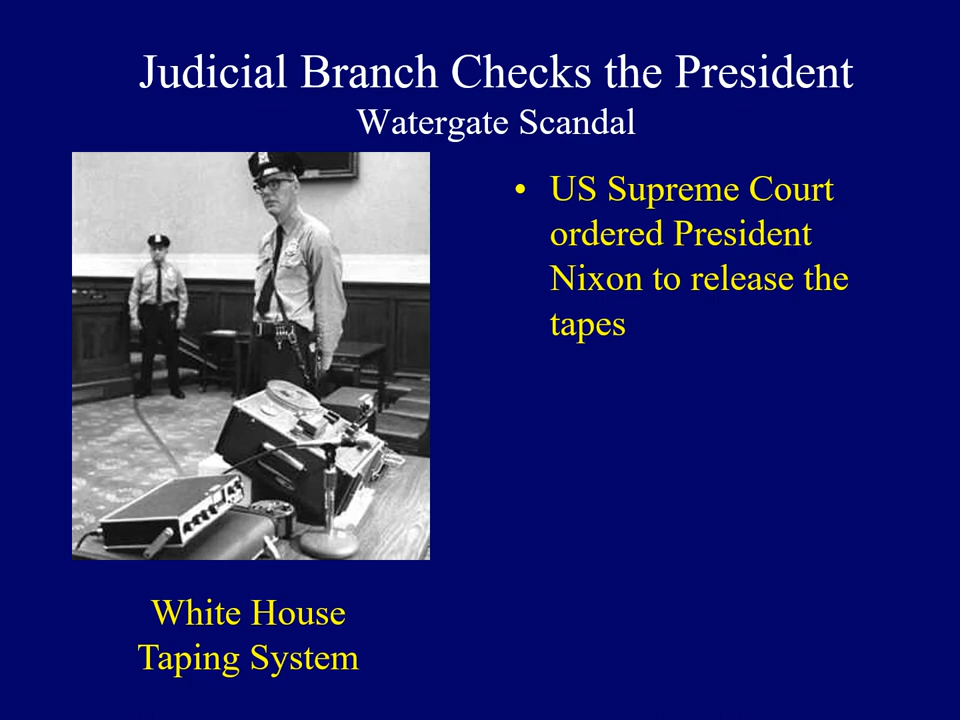 Judicial Branch Checks the President
Watergate Scandal
• US Supreme Court
ordered President
Nixon to release the
tapes
White House
Taping System